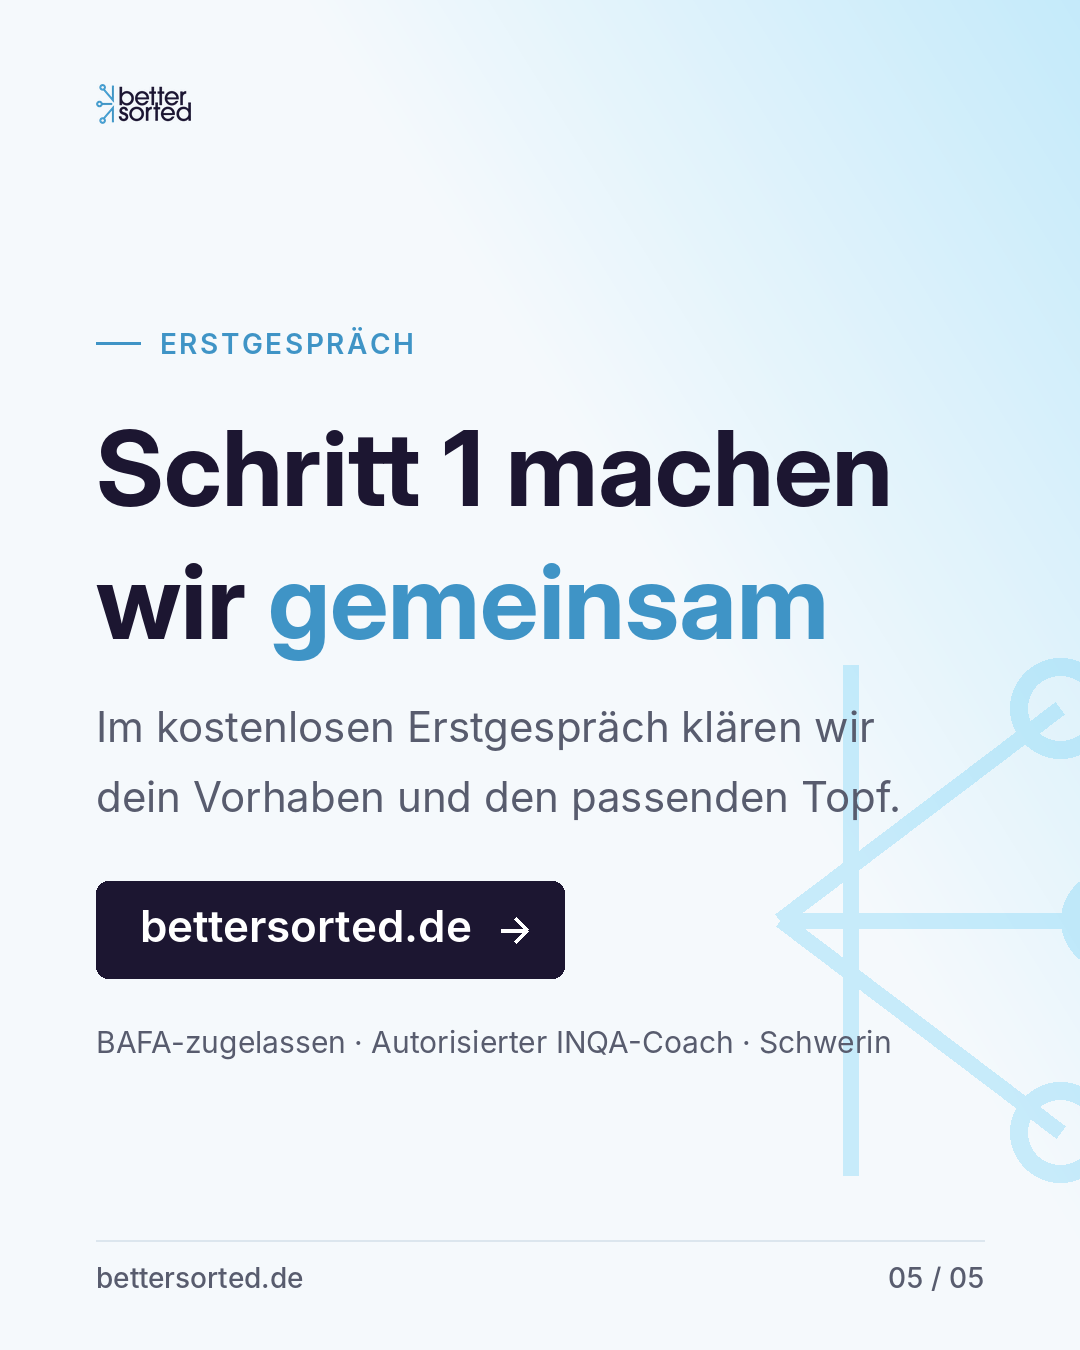 better
sorted
ERSTGESPRÄCH
Schritt 1 machen
wir gemeinsam
Im kostenlosen Erstgespräch klären wir
dein Vorhaben und den passenden Topf.
bettersorted.de →
BAFA-zugelassen · Autorisierter INQA-Coach · Schwerin
bettersorted.de
05 / 05